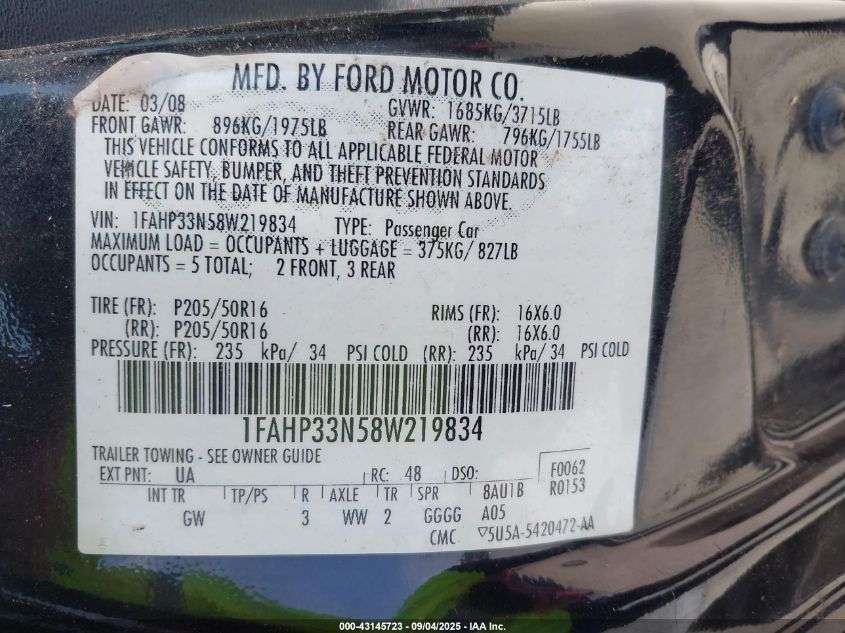 MFD. BY FORD MOTOR CO.
DATE: 03/08 GVWR: 1685KG/3715LB
FRONT GAWR: 896KG/1975LB REAR GAWR: 796KG/1755LB
THIS VEHICLE CONFORMS TO ALL APPLICABLE FEDERAL MOTOR
VEHICLE SAFETY, BUMPER, AND THEFT PREVENTION STANDARDS
IN EFFECT ON THE DATE OF MANUFACTURE SHOWN ABOVE.
VIN: 1FAHP33N58W219834 TYPE: Passenger Car
MAXIMUM LOAD = OCCUPANTS + LUGGAGE = 375KG/ 827LB
OCCUPANTS = 5 TOTAL; 2 FRONT, 3 REAR
TIRE (FR): P205/50R16 RIMS (FR): 16X6.0
(RR): P205/50R16 (RR): 16X6.0
PRESSURE (FR): 235 kPa/ 34 PSI COLD (RR): 235 kPa/ 34 PSI COLD
1FAHP33N58W219834
TRAILER TOWING - SEE OWNER GUIDE
EXT PNT: UA RC: 48 DSO: F0062
INT TR TP/PS R AXLE TR SPR 8AU1B R0153
GW 3 WW 2 GGGG A05
CMC ▽5U5A-5420472-AA
000-43145723 - 09/04/2025 - IAA Inc.